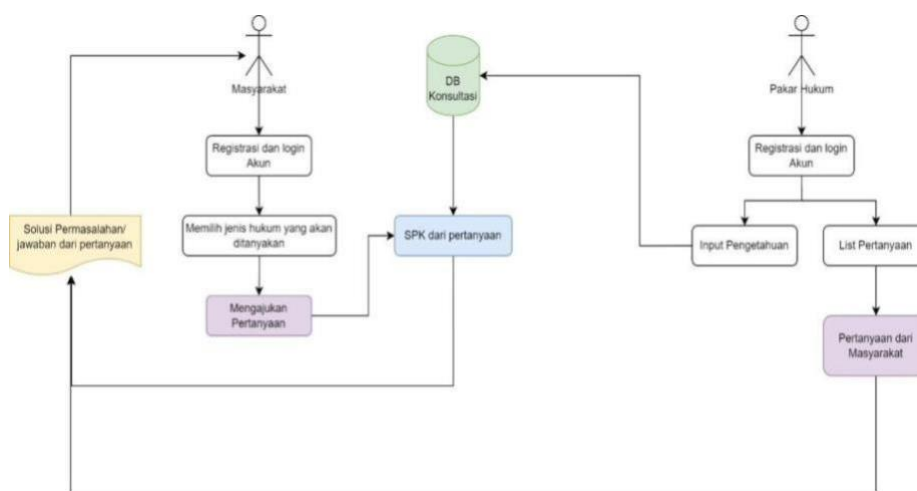 Masyarakat
DB
Konsultasi
Pakar Hukum
Registrasi dan login
Akun
Registrasi dan login
Akun
Solusi Permasalahan/
jawaban dari pertanyaan
Memilih jenis hukum yang akan
ditanyakan
SPK dari pertanyaan
Input Pengetahuan
List Pertanyaan
Mengajukan
Pertanyaan
Pertanyaan dari
Masyarakat